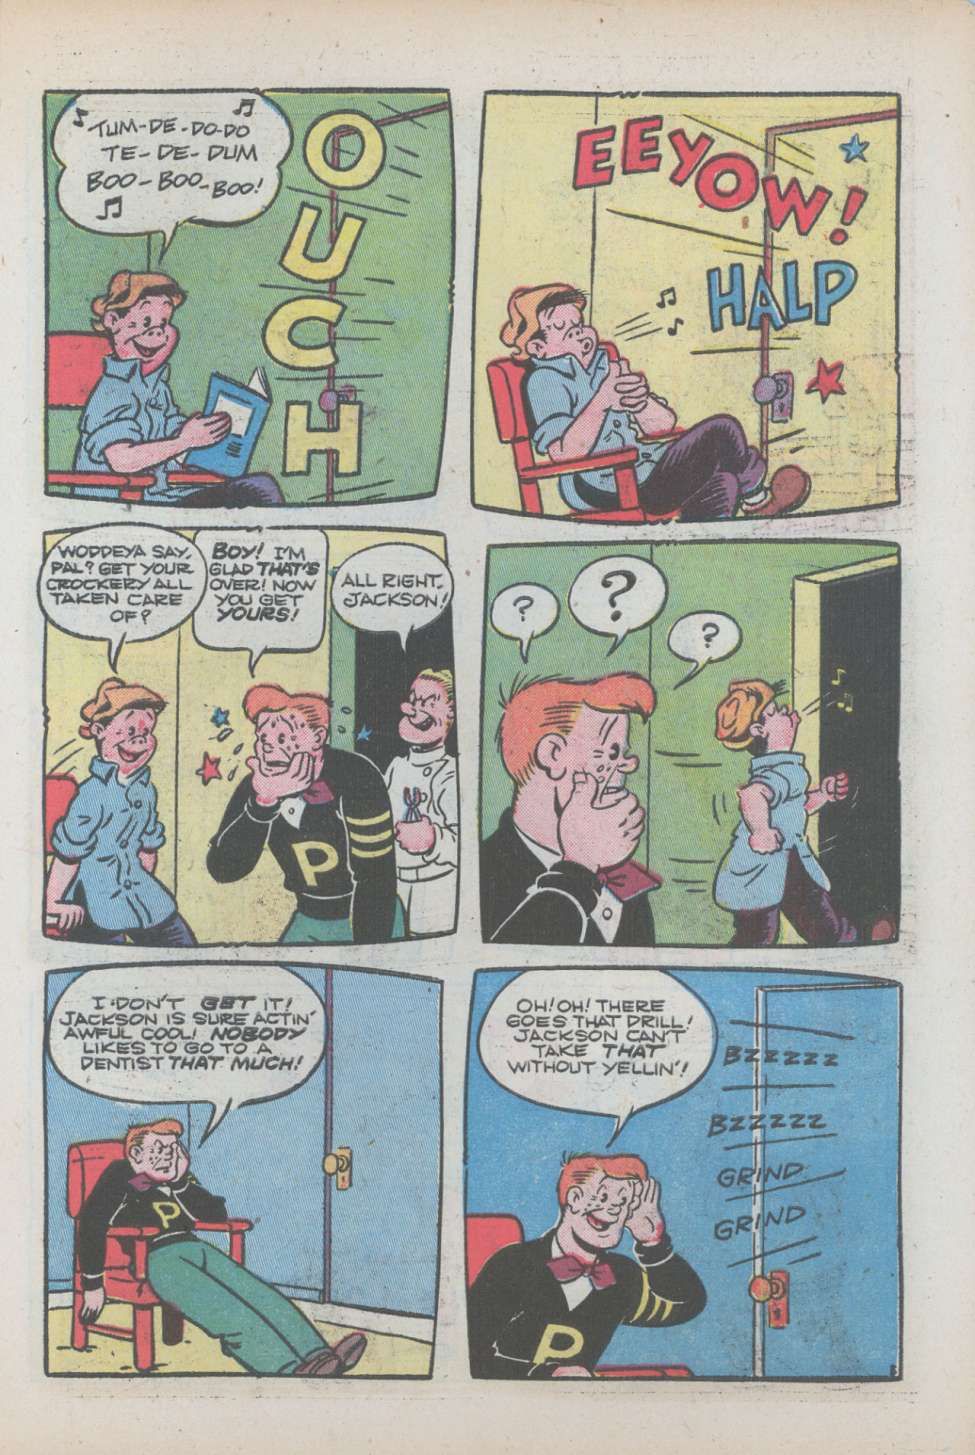 TUM-DE-DO-DO
TE-DE-DUM
BOO-BOO-BOO!
OUCH
EEYOW!
HALP
WODDEYA SAY,
PAL? GET YOUR
CROCKERY ALL
TAKEN CARE
OF?
BOY! I'M
GLAD THAT'S
OVER! NOW
YOU GET
YOURS!
ALL RIGHT,
JACKSON!
P
?
?
?
I DON'T GET IT!
JACKSON IS SURE ACTIN'
AWFUL COOL! NOBODY
LIKES TO GO TO A
DENTIST THAT MUCH!
P
OH! OH! THERE
GOES THAT DRILL!
JACKSON CAN'T
TAKE THAT
WITHOUT YELLIN'!
BZZZZZZ
BZZZZZ
GRIND
GRIND
P